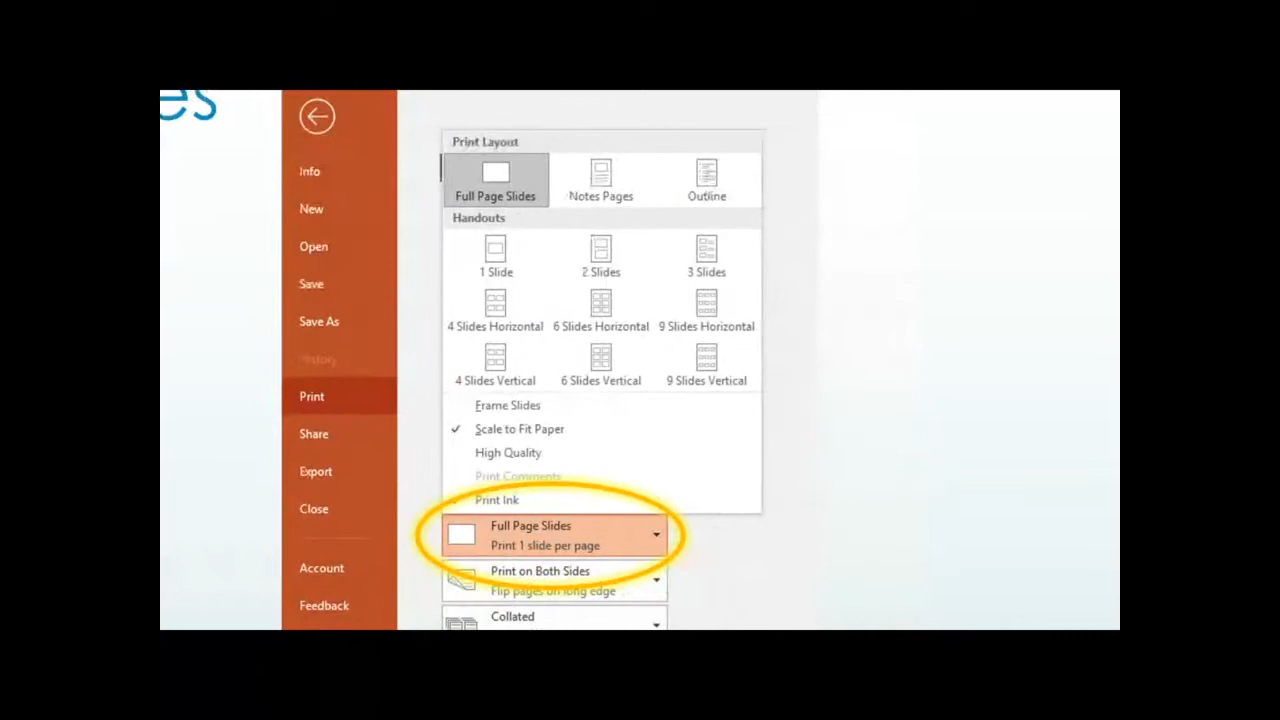 es
Info
New
Open
Save
Save As
History
Print
Share
Export
Close
Account
Feedback
Print Layout
Full Page Slides
Notes Pages
Outline
Handouts
1 Slide
2 Slides
3 Slides
4 Slides Horizontal
6 Slides Horizontal
9 Slides Horizontal
4 Slides Vertical
6 Slides Vertical
9 Slides Vertical
Frame Slides
Scale to Fit Paper
High Quality
Print Comments
Print Ink
Full Page Slides
Print 1 slide per page
Print on Both Sides
Flip pages on long edge
Collated